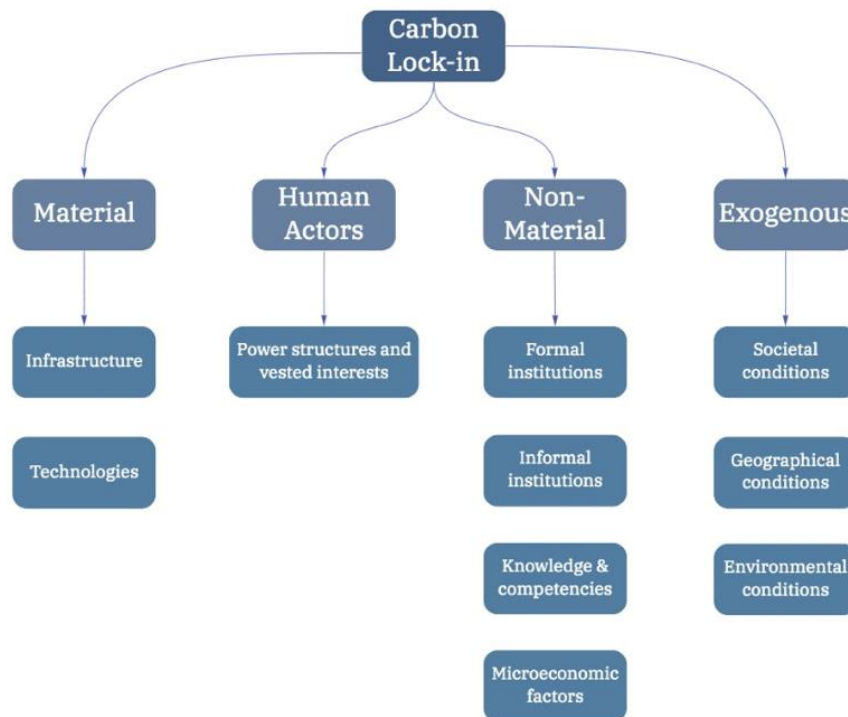 Carbon
Lock-in
Material
Human
Actors
Non-
Material
Exogenous
Infrastructure
Power structures and
vested interests
Formal
institutions
Societal
conditions
Technologies
Informal
institutions
Geographical
conditions
Knowledge &
competencies
Environmental
conditions
Microeconomic
factors